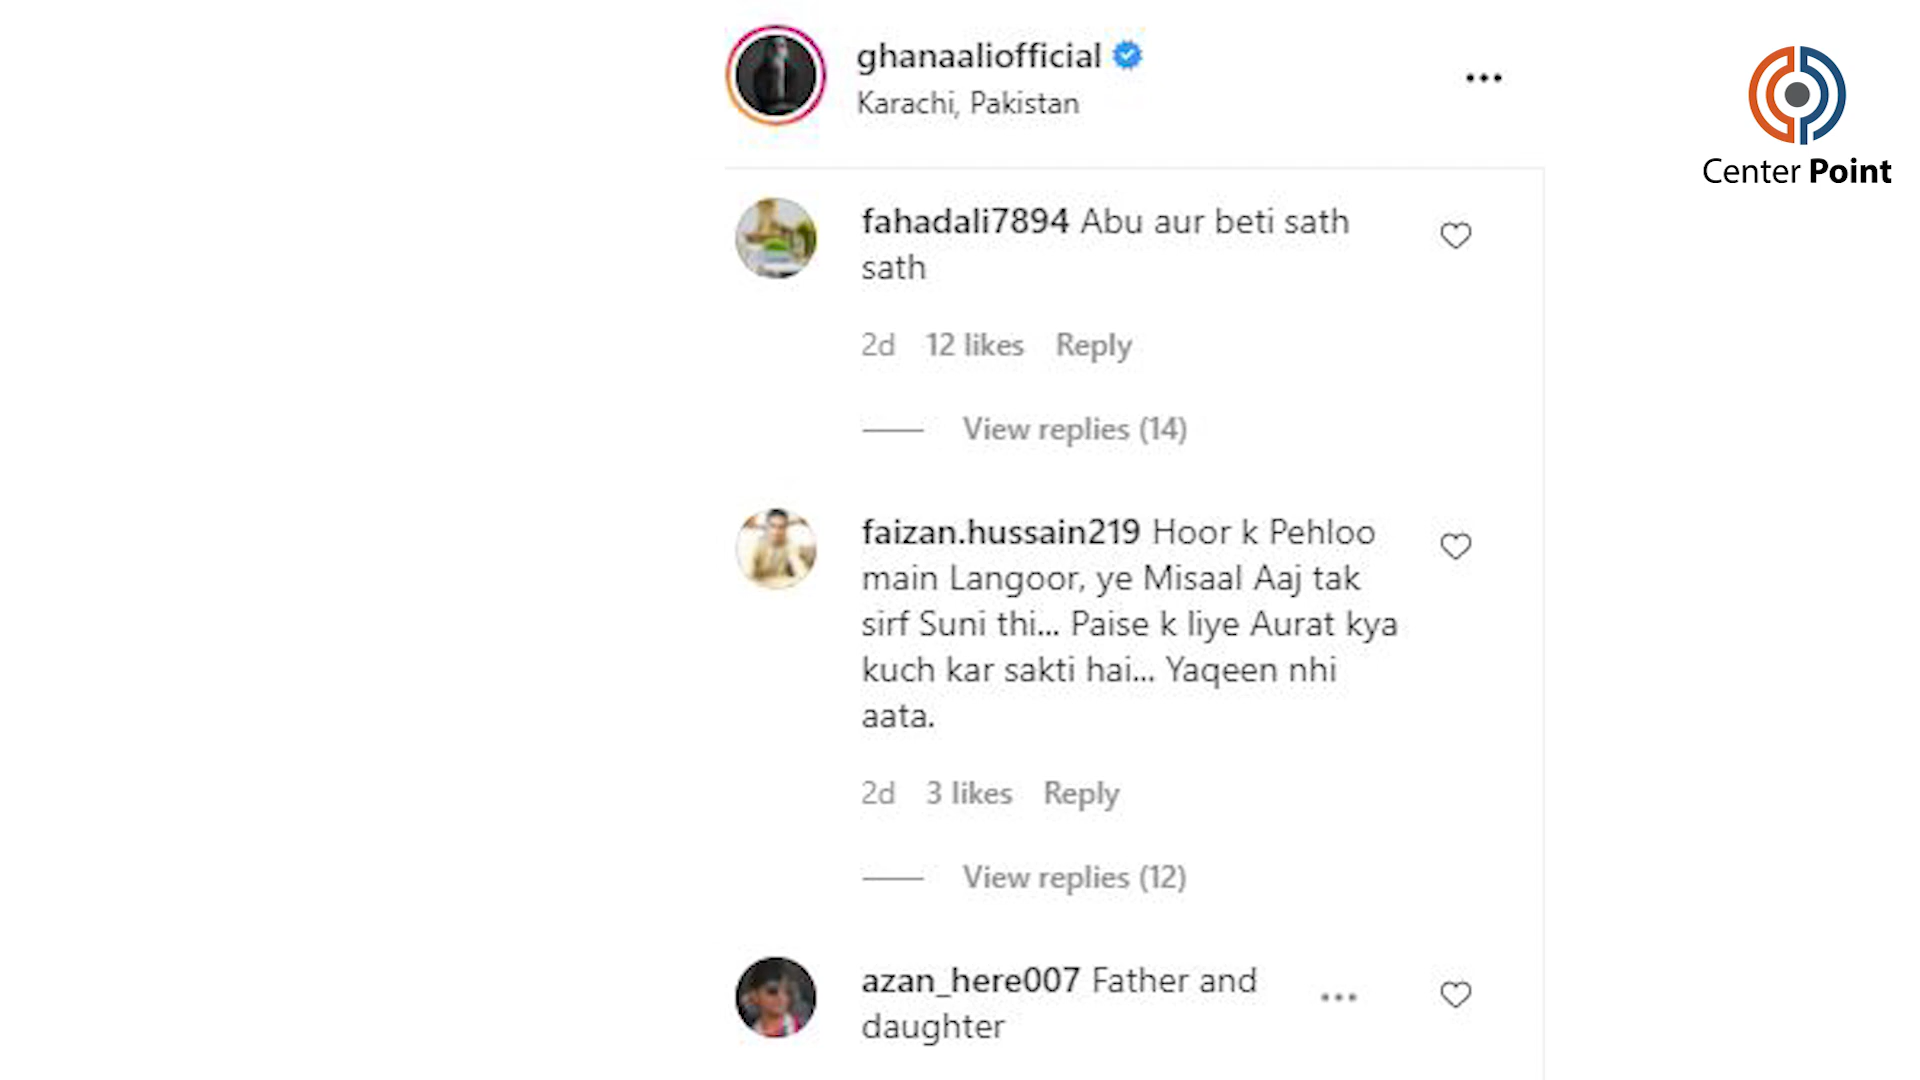 ghanaaliofficial
Karachi, Pakistan
Center Point
fahadali7894 Abu aur beti sath
sath
2d 12 likes Reply
View replies (14)
faizan.hussain219 Hoor k Pehloo
main Langoor, ye Misaal Aaj tak
sirf Suni thi... Paise k liye Aurat kya
kuch kar sakti hai... Yaqeen nhi
aata.
2d 3 likes Reply
View replies (12)
azan_here007 Father and
daughter